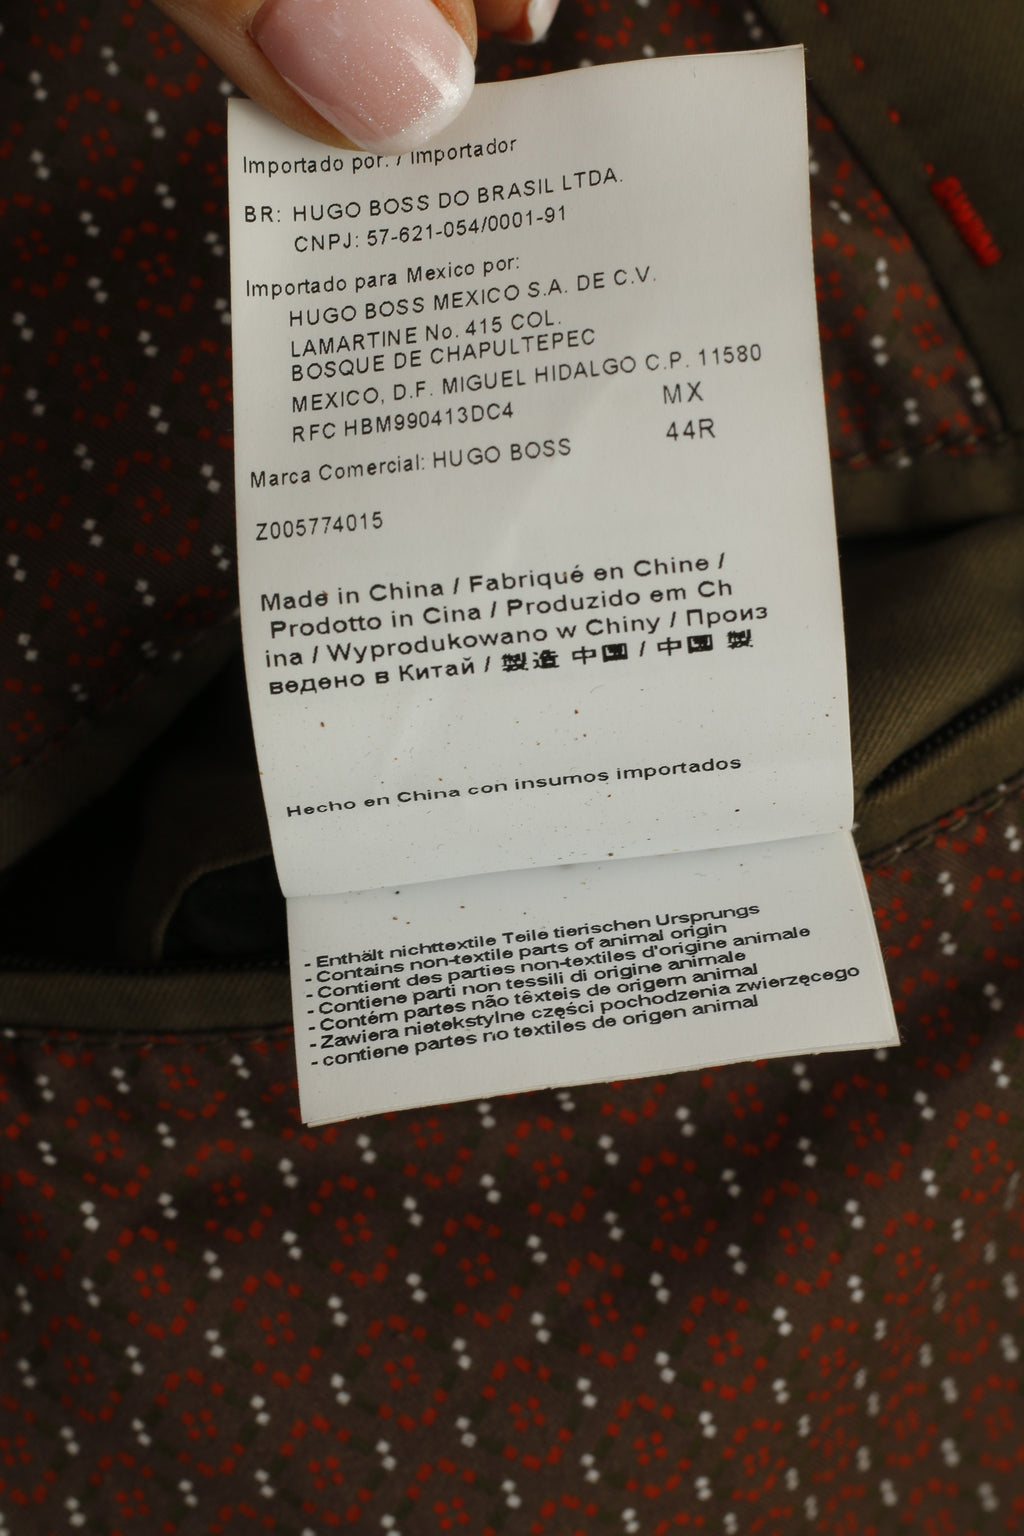 Importado por: / Importador
BR: HUGO BOSS DO BRASIL LTDA.
CNPJ: 57-621-054/0001-91
Importado para Mexico por:
HUGO BOSS MEXICO S.A. DE C.V.
LAMARTINE No. 415 COL.
BOSQUE DE CHAPULTEPEC
MEXICO, D.F. MIGUEL HIDALGO C.P. 11580
RFC HBM990413DC4 MX
Marca Comercial: HUGO BOSS 44R
Z005774015
Made in China / Fabriqué en Chine /
Prodotto in Cina / Produzido em Ch
ina / Wyprodukowano w Chiny / Произ
ведено в Китай / 製造 中國 / 中國 製
Hecho en China con insumos importados
- Enthält nichttextile Teile tierischen Ursprungs
- Contains non-textile parts of animal origin
- Contient des parties non-textiles d'origine animale
- Contiene parti non tessili di origine animale
- Contém partes não têxteis de origem animal
- Zawiera nietekstylne części pochodzenia zwierzęcego
- contiene partes no textiles de origen animal